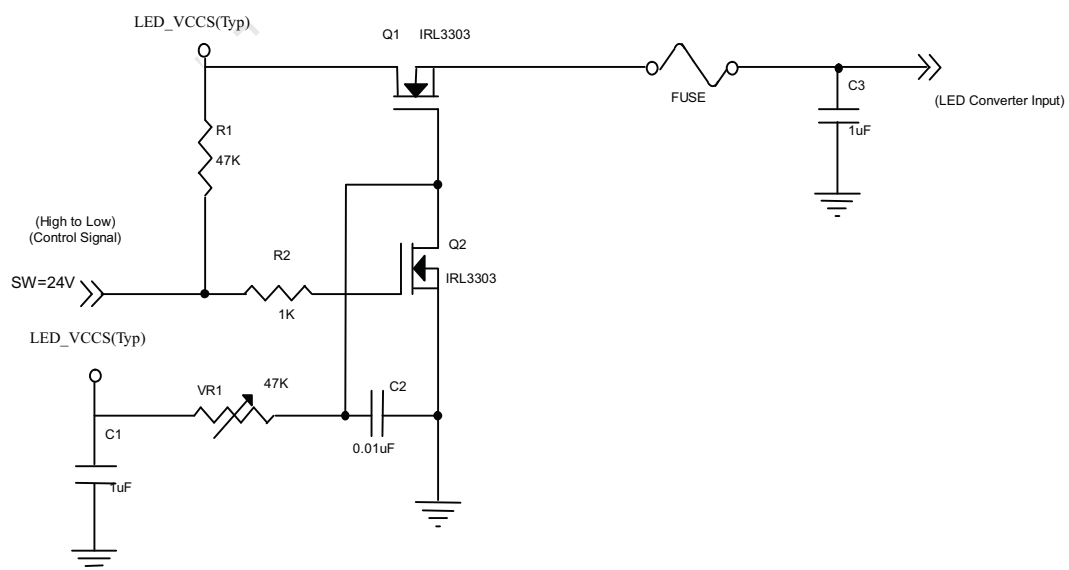 LED_VCCS(Typ)
Q1 IRL3303
FUSE
C3
(LED Converter Input)
1uF
R1
47K
(High to Low)
(Control Signal)
SW=24V
R2
1K
Q2
IRL3303
LED_VCCS(Typ)
VR1
47K
C2
0.01uF
C1
1uF